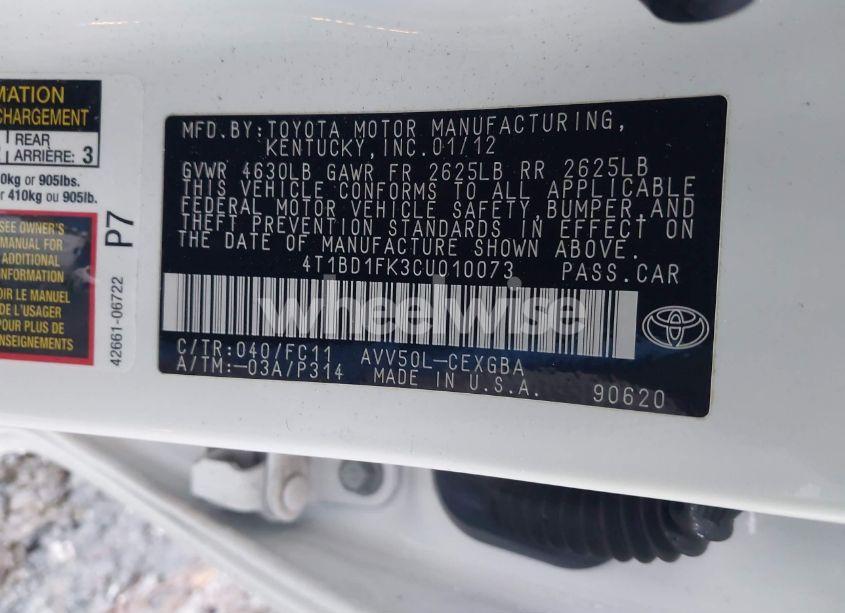 MATION
CHARGEMENT
REAR
ARRIÈRE: 3
0kg or 905lbs.
r 410kg ou 905lb.
SEE OWNER'S
MANUAL FOR
ADDITIONAL
INFORMATION
OIR LE MANUEL
DE L'USAGER
POUR PLUS DE
ENSEIGNEMENTS
P7
42661-06722
MFD.BY:TOYOTA MOTOR MANUFACTURING,
KENTUCKY,INC.01/12
GVWR 4630LB GAWR FR 2625LB RR 2625LB
THIS VEHICLE CONFORMS TO ALL APPLICABLE
FEDERAL MOTOR VEHICLE SAFETY,BUMPER,AND
THEFT PREVENTION STANDARDS IN EFFECT ON
THE DATE OF MANUFACTURE SHOWN ABOVE.
4T1BD1FK3CU010073 PASS.CAR
wheelwise
C/TR:040/FC11 AVV50L-CEXGBA
A/TM:-03A/P314 MADE IN U.S.A.
90620